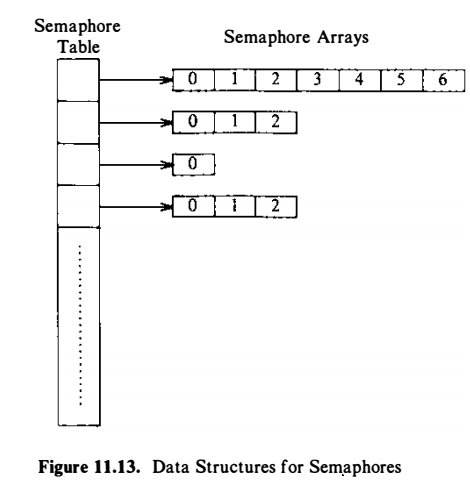 Semaphore
Table
Semaphore Arrays
0 1 2 3 4 5 6
0 1 2
0
0 1 2
Figure 11.13. Data Structures for Semaphores